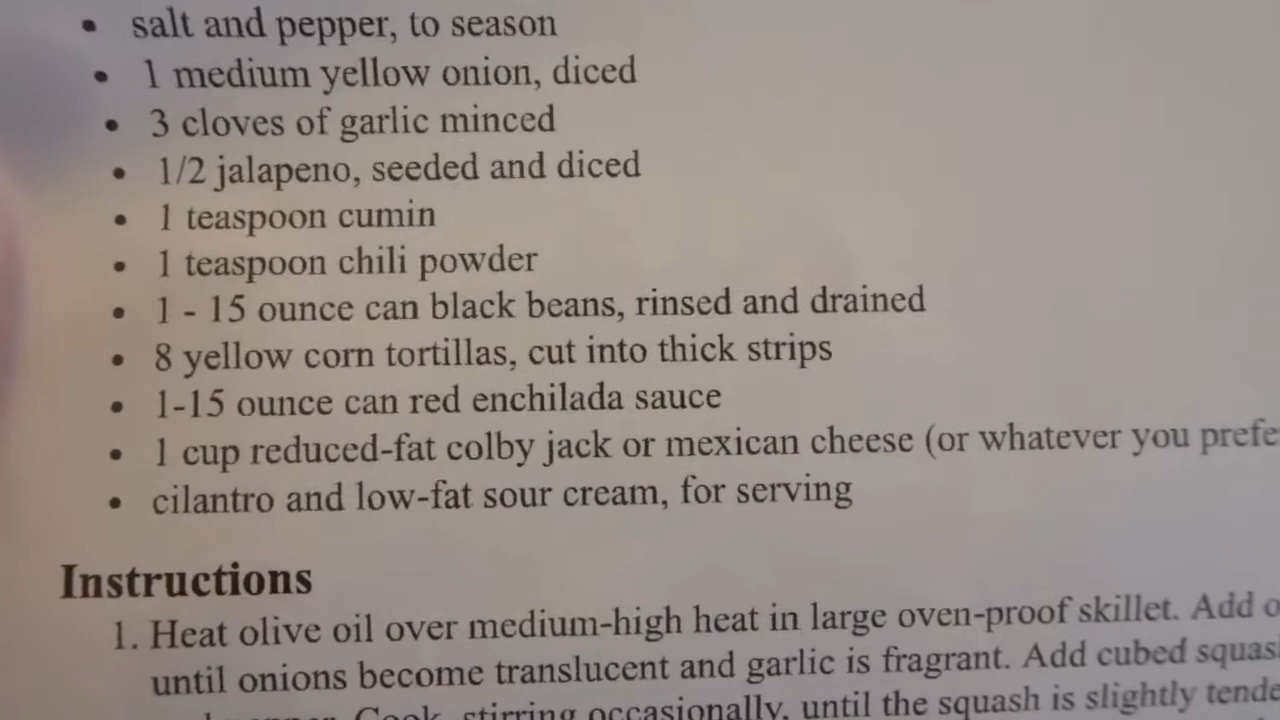 • salt and pepper, to season
• 1 medium yellow onion, diced
• 3 cloves of garlic minced
• 1/2 jalapeno, seeded and diced
• 1 teaspoon cumin
• 1 teaspoon chili powder
• 1 - 15 ounce can black beans, rinsed and drained
• 8 yellow corn tortillas, cut into thick strips
• 1-15 ounce can red enchilada sauce
• 1 cup reduced-fat colby jack or mexican cheese (or whatever you prefe
• cilantro and low-fat sour cream, for serving
Instructions
1. Heat olive oil over medium-high heat in large oven-proof skillet. Add o
until onions become translucent and garlic is fragrant. Add cubed squas
Cook, stirring occasionally, until the squash is slightly tende